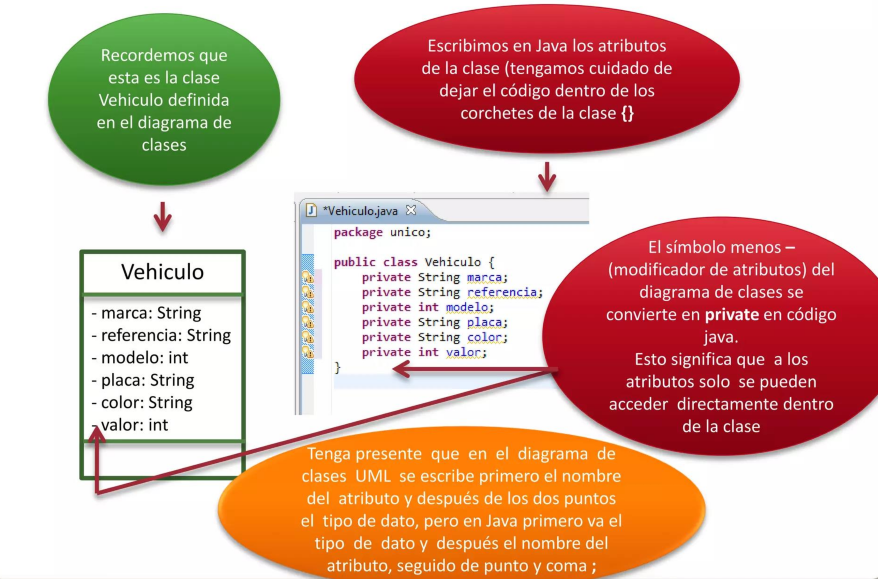 Recordemos que
esta es la clase
Vehiculo definida
en el diagrama de
clases
Escribimos en Java los atributos
de la clase (tengamos cuidado de
dejar el código dentro de los
corchetes de la clase {}
*Vehiculo.java
package unico;
public class Vehiculo {
private String marca;
private String referencia;
private int modelo;
private String placa;
private String color;
private int valor;
}
Vehiculo
- marca: String
- referencia: String
- modelo: int
- placa: String
- color: String
- valor: int
El símbolo menos –
(modificador de atributos) del
diagrama de clases se
convierte en private en código
java.
Esto significa que a los
atributos solo se pueden
acceder directamente dentro
de la clase
Tenga presente que en el diagrama de
clases UML se escribe primero el nombre
del atributo y después de los dos puntos
el tipo de dato, pero en Java primero va el
tipo de dato y después el nombre del
atributo, seguido de punto y coma ;